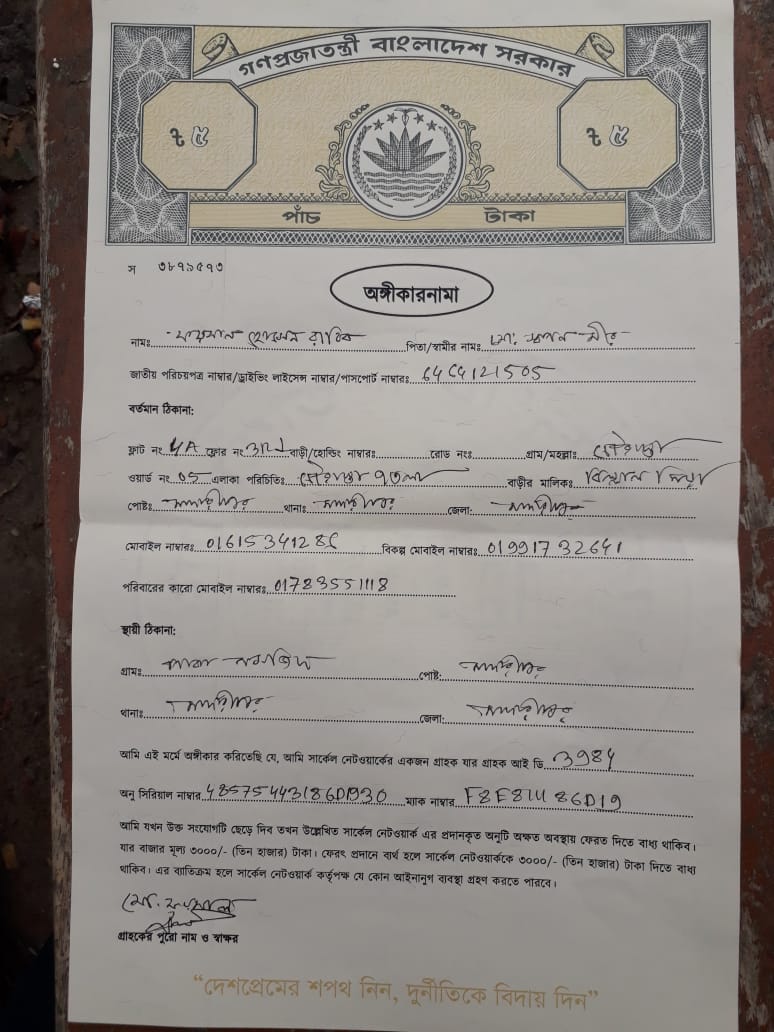 গণপ্রজাতন্ত্রী বাংলাদেশ সরকার
৳ ৫ ৳ ৫
পাঁচ টাকা
স ৩৮৭১৫৭৩
অঙ্গীকারনামা
নামঃ হোসেন রাকিব পিতা/স্বামীর নামঃ মো:
জাতীয় পরিচয়পত্র নাম্বার/ড্রাইভিং লাইসেন্স নাম্বার/পাসপোর্ট নাম্বারঃ
বর্তমান ঠিকানা:
ফ্লাট নং 4A ফ্লোর নং 3rd বাড়ী/হোল্ডিং নাম্বারঃ রোড নংঃ গ্রাম/মহল্লাঃ
ওয়ার্ড নং 05 এলাকা পরিচিতিঃ বাড়ীর মালিকঃ
পোষ্টঃ মাদারীপুর থানাঃ মাদারীপুর জেলা: মাদারীপুর
মোবাইল নাম্বারঃ বিকল্প মোবাইল নাম্বারঃ 01991732641
পরিবারের কারো মোবাইল নাম্বারঃ 01783551118
স্থায়ী ঠিকানা:
গ্রামঃ পোষ্ট: মাদারীপুর
থানাঃ মাদারীপুর জেলা: মাদারীপুর
আমি এই মর্মে অঙ্গীকার করিতেছি যে, আমি সার্কেল নেটওয়ার্কের একজন গ্রাহক যার গ্রাহক আই ডি 3984
অনু সিরিয়াল নাম্বার ম্যাক নাম্বার
আমি যখন উক্ত সংযোগটি ছেড়ে দিব তখন উল্লেখিত সার্কেল নেটওয়ার্ক এর প্রদানকৃত অনুটি অক্ষত অবস্থায় ফেরত দিতে বাধ্য থাকিব।
যার বাজার মূল্য ৩০০০/- (তিন হাজার) টাকা। ফেরৎ প্রদানে ব্যর্থ হলে সার্কেল নেটওয়ার্ককে ৩০০০/- (তিন হাজার) টাকা দিতে বাধ্য
থাকিব। এর ব্যতিক্রম হলে সার্কেল নেটওয়ার্ক কর্তৃপক্ষ যে কোন আইনানুগ ব্যবস্থা গ্রহণ করতে পারবে।
মো.
গ্রাহকের পুরো নাম ও স্বাক্ষর
“দেশপ্রেমের শপথ নিন, দুর্নীতিকে বিদায় দিন”